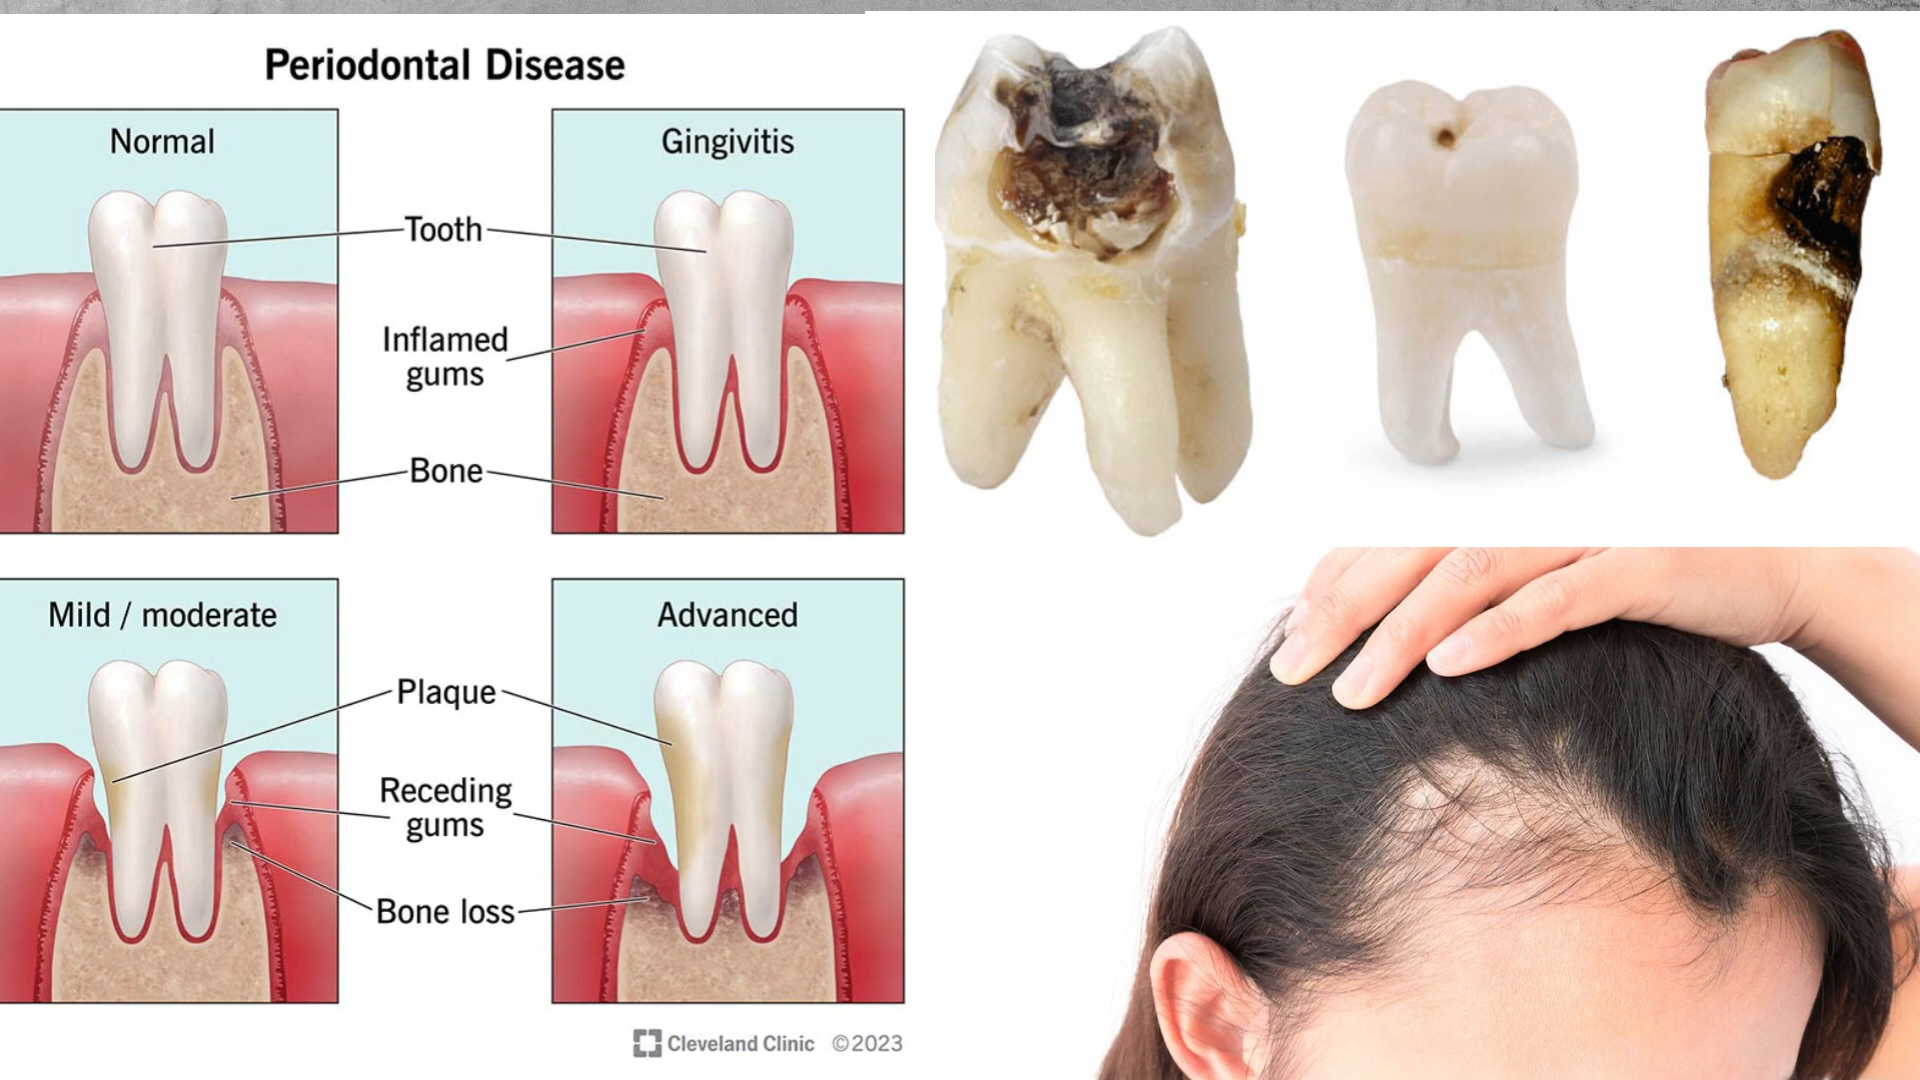 Periodontal Disease
Normal
Gingivitis
Tooth
Inflamed
gums
Bone
Mild / moderate
Advanced
Plaque
Receding
gums
Bone loss
Cleveland Clinic ©2023